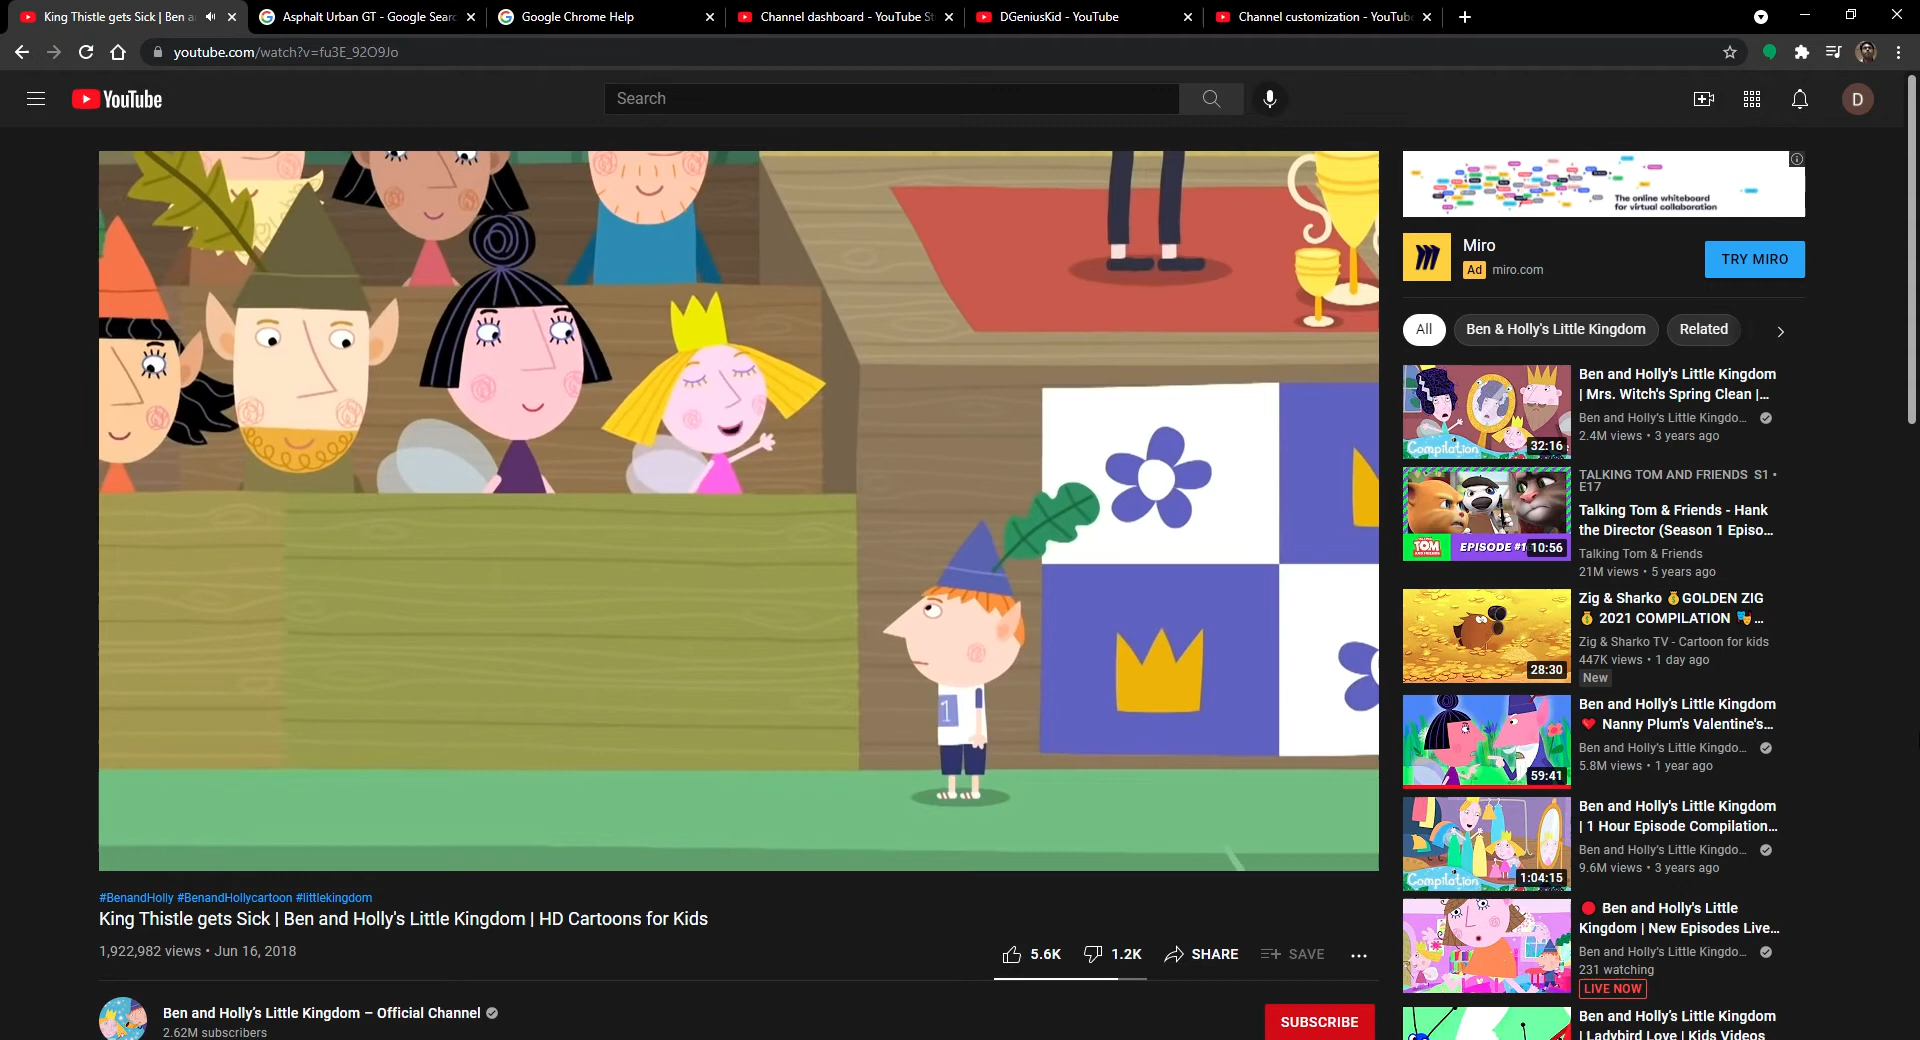 King Thistle gets Sick | Ben a
Asphalt Urban GT - Google Searc
Google Chrome Help
Channel dashboard - YouTube St
DGeniusKid - YouTube
Channel customization - YouTub
youtube.com/watch?v=fu3E_92O9Jo
YouTube
Search
D
1
The online whiteboard
for virtual collaboration
Miro
Ad miro.com
TRY MIRO
All
Ben & Holly's Little Kingdom
Related
Compilation
32:16
Ben and Holly's Little Kingdom
| Mrs. Witch's Spring Clean |...
Ben and Holly's Little Kingdo...
2.4M views • 3 years ago
TOM
EPISODE #1
10:56
TALKING TOM AND FRIENDS S1 •
E17
Talking Tom & Friends - Hank
the Director (Season 1 Episo...
Talking Tom & Friends
21M views • 5 years ago
28:30
Zig & Sharko 💰GOLDEN ZIG
💰 2021 COMPILATION 🎭...
Zig & Sharko TV - Cartoon for kids
447K views • 1 day ago
New
59:41
Ben and Holly's Little Kingdom
❤️ Nanny Plum's Valentine's...
Ben and Holly's Little Kingdo...
5.8M views • 1 year ago
Compilation
1:04:15
Ben and Holly's Little Kingdom
| 1 Hour Episode Compilation...
Ben and Holly's Little Kingdo...
9.6M views • 3 years ago
🔴 Ben and Holly's Little
Kingdom | New Episodes Live...
Ben and Holly's Little Kingdo...
231 watching
LIVE NOW
Ben and Holly's Little Kingdom
| Ladybird Love | Kids Videos
#BenandHolly #BenandHollycartoon #littlekingdom
King Thistle gets Sick | Ben and Holly's Little Kingdom | HD Cartoons for Kids
1,922,982 views • Jun 16, 2018
5.6K
1.2K
SHARE
SAVE
Ben and Holly's Little Kingdom – Official Channel
2.62M subscribers
SUBSCRIBE